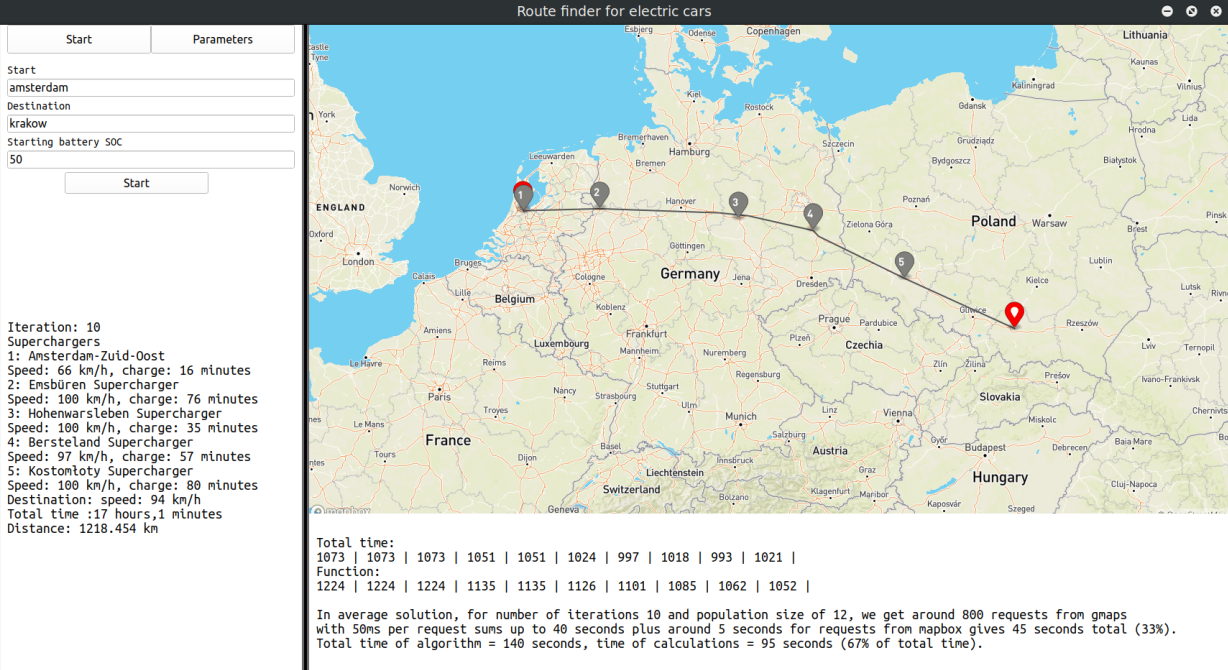 Route finder for electric cars
Start Parameters
Start
amsterdam
Destination
krakow
Starting battery SOC
50
Start
Iteration: 10
Superchargers
1: Amsterdam-Zuid-Oost
Speed: 66 km/h, charge: 16 minutes
2: Emsbüren Supercharger
Speed: 100 km/h, charge: 76 minutes
3: Hohenwarsleben Supercharger
Speed: 100 km/h, charge: 35 minutes
4: Bersteland Supercharger
Speed: 97 km/h, charge: 57 minutes
5: Kostomłoty Supercharger
Speed: 100 km/h, charge: 80 minutes
Destination: speed: 94 km/h
Total time :17 hours,1 minutes
Distance: 1218.454 km
Esbjerg
Odense
Copenhagen
Lithuania
Kaunas
Vilnius
Kaliningrad
Kiel
Rostock
Gdansk
Lida
York
Hrodna
Bremerhaven
Hamburg
Szczecin
Grudziądz
Leeuwarden
Bremen
Bydgoszcz
Białystok
Norwich
1
2
3
4
5
Hanover
Poznań
ENGLAND
Pinsk
Poland
Warsaw
Brest
Oxford
Zielona Góra
London
Göttingen
Lublin
Bruges
Calais
Germany
Jena
Cologne
Dresden
Kielce
Lille
Belgium
Lutsk
Rivn
Koblenz
Gliwice
Amiens
Frankfurt
Prague
Pardubice
Rzeszów
Luxembourg
Plzeň
Czechia
Lviv
Ternopil
Le Havre
Mannheim
Nuremberg
Reims
Zlín
Žilina
Regensburg
Prešov
Ivano-Frankivsk
Nancy
Stuttgart
Paris
Strasbourg
Slovakia
Troyes
Ulm
Linz
Vienna
Chernivts
Munich
Miskolc
Le Mans
Salzburg
Győr
Budapest
Debrecen
Baia Mare
France
Basel
Austria
Tours
Dijon
Innsbruck
Graz
Liechtenstein
Hungary
Cluj-Napoca
Switzerland
Bolzano
Klagenfurt
Maribor
Kaposvár
Szeged
Geneva
mapbox
Total time:
1073 | 1073 | 1073 | 1051 | 1051 | 1024 | 997 | 1018 | 993 | 1021 |
Function:
1224 | 1224 | 1224 | 1135 | 1135 | 1126 | 1101 | 1085 | 1062 | 1052 |
In average solution, for number of iterations 10 and population size of 12, we get around 800 requests from gmaps
with 50ms per request sums up to 40 seconds plus around 5 seconds for requests from mapbox gives 45 seconds total (33%).
Total time of algorithm = 140 seconds, time of calculations = 95 seconds (67% of total time).